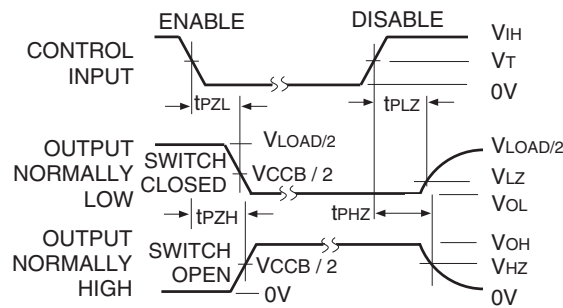 ENABLE
DISABLE
CONTROL
INPUT
VIH
VT
0V
tPZL
tPLZ
OUTPUT
NORMALLY
LOW
SWITCH
CLOSED
VLOAD/2
VCCB / 2
VLOAD/2
VLZ
VOL
tPZH
tPHZ
OUTPUT
NORMALLY
HIGH
SWITCH
OPEN
VCCB / 2
0V
VOH
VHZ
0V